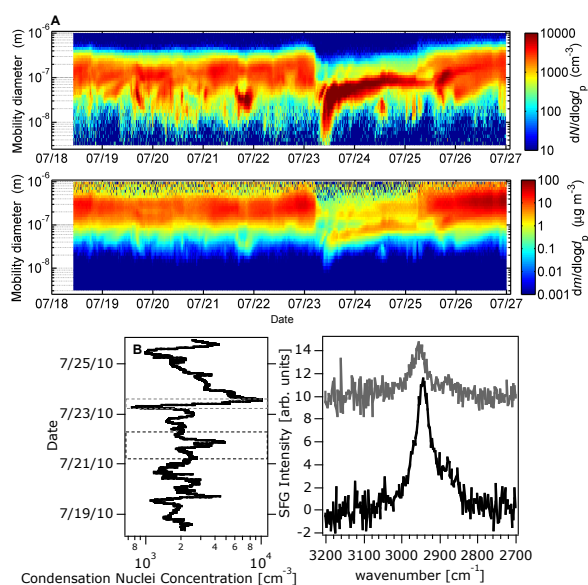 A
10⁻⁶
10⁻⁷
10⁻⁸
Mobility diameter (m)
07/18 07/19 07/20 07/21 07/22 07/23 07/24 07/25 07/26 07/27
10000
1000
100
10
dN/dlogdp (cm⁻³)
10⁻⁶
10⁻⁷
10⁻⁸
Mobility diameter (m)
07/18 07/19 07/20 07/21 07/22 07/23 07/24 07/25 07/26 07/27
Date
100
10
1
0.1
0.01
0.001
dm/dlogdp (µg m⁻³)
B
7/25/10
7/23/10
7/21/10
7/19/10
Date
8 10³ 2 4 6 8 10⁴
Condensation Nuclei Concentration [cm⁻³]
14
12
10
8
6
4
2
0
-2
SFG Intensity [arb. units]
3200 3100 3000 2900 2800 2700
wavenumber [cm⁻¹]